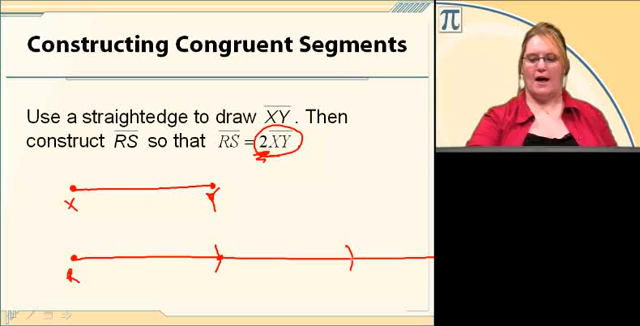 π
Constructing Congruent Segments
Use a straightedge to draw XY. Then
construct RS so that RS = 2XY
X Y
R